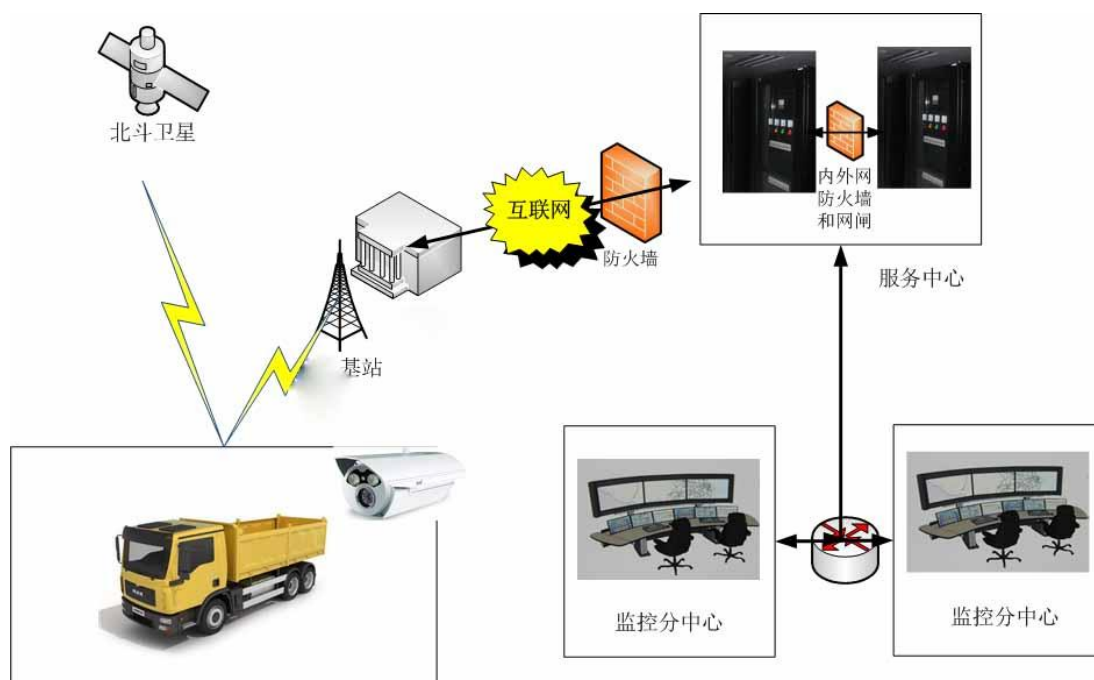 北斗卫星
互联网
防火墙
基站
内外网
防火墙
和网闸
服务中心
监控分中心
监控分中心